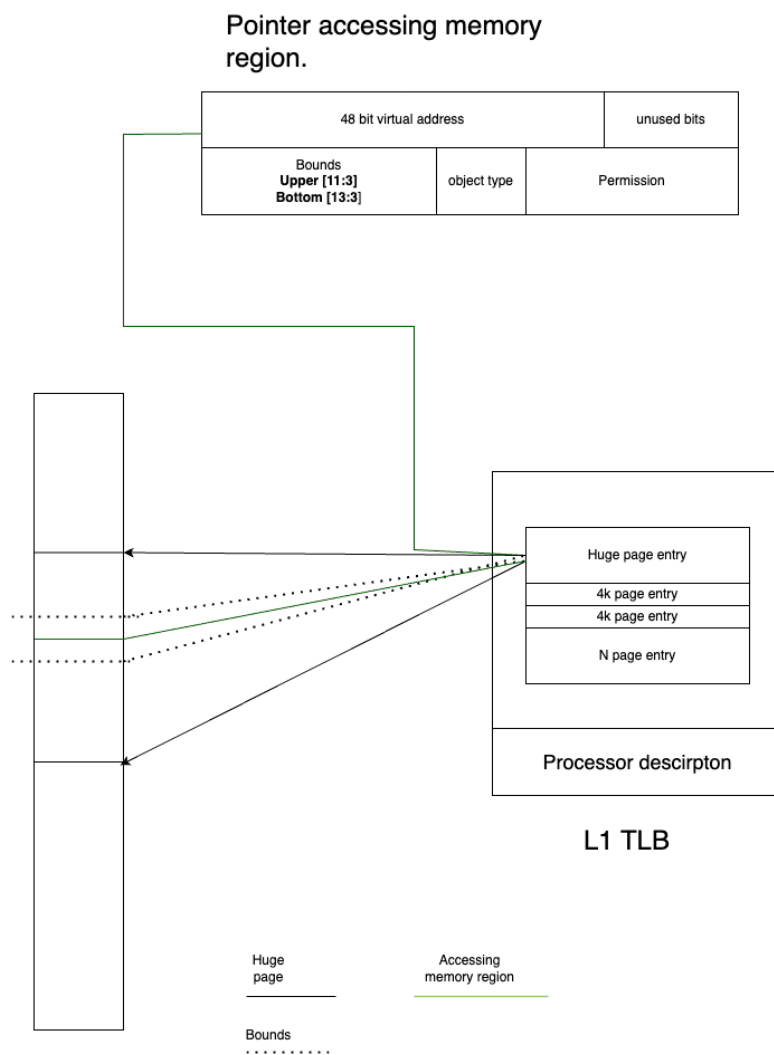 Pointer accessing memory
region.
48 bit virtual address
unused bits
Bounds
Upper [11:3]
Bottom [13:3]
object type
Permission
Huge page entry
4k page entry
4k page entry
N page entry
Processor descirpton
L1 TLB
Huge
page
Accessing
memory region
Bounds